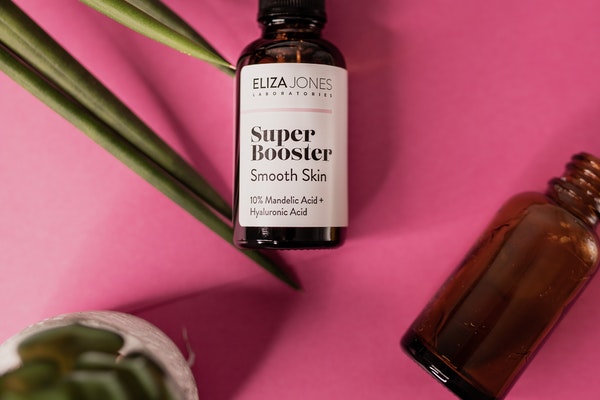 ELIZA JONES
LABORATORIES
Super
Booster
Smooth Skin
10% Mandelic Acid +
Hyaluronic Acid